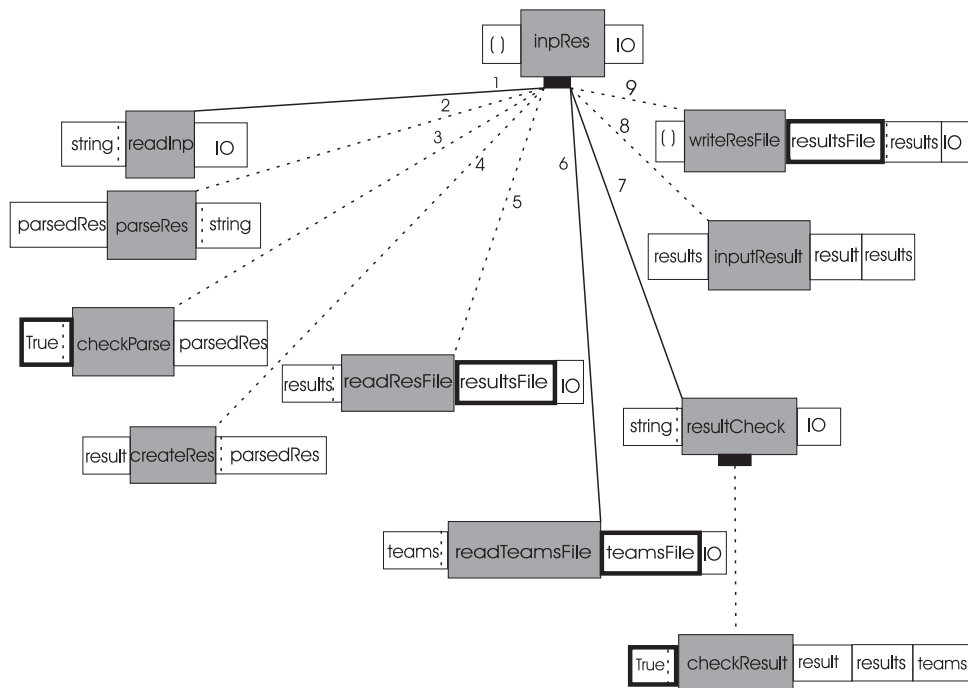 ( ) inpRes IO
1
2
3
4
5
6
7
8
9
string readInp IO
( ) writeResFile resultsFile results IO
parsedRes parseRes string
results inputResult result results
True checkParse parsedRes
results readResFile resultsFile IO
string resultCheck IO
result createRes parsedRes
teams readTeamsFile teamsFile IO
True checkResult result results teams